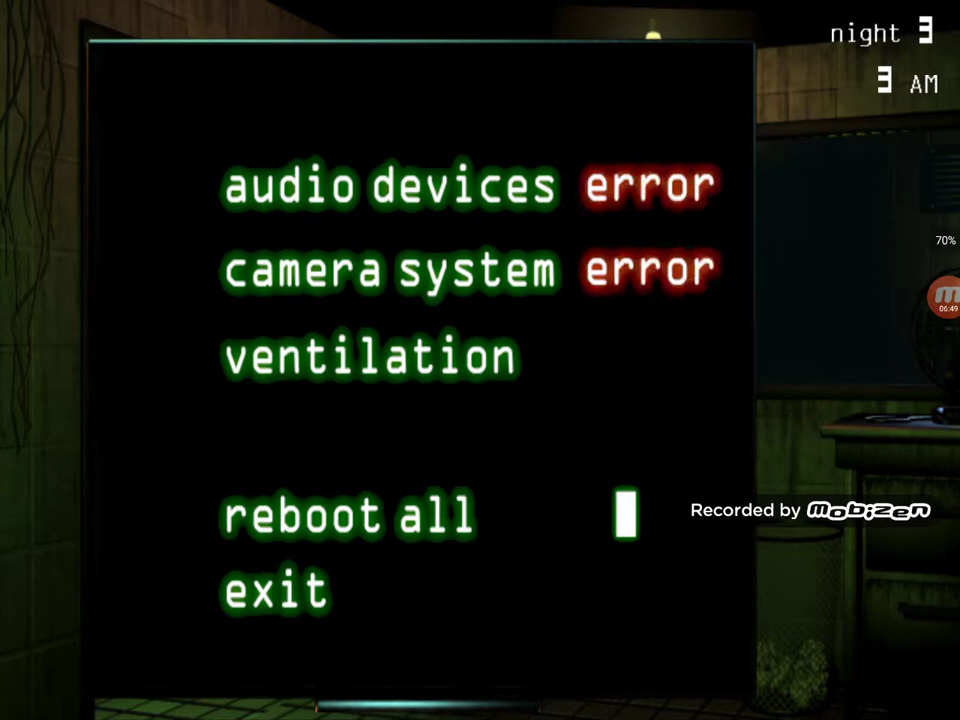 night 3
3 AM
audio devices error
camera system error
70%
06:49
ventilation
reboot all
Recorded by mobizen
exit